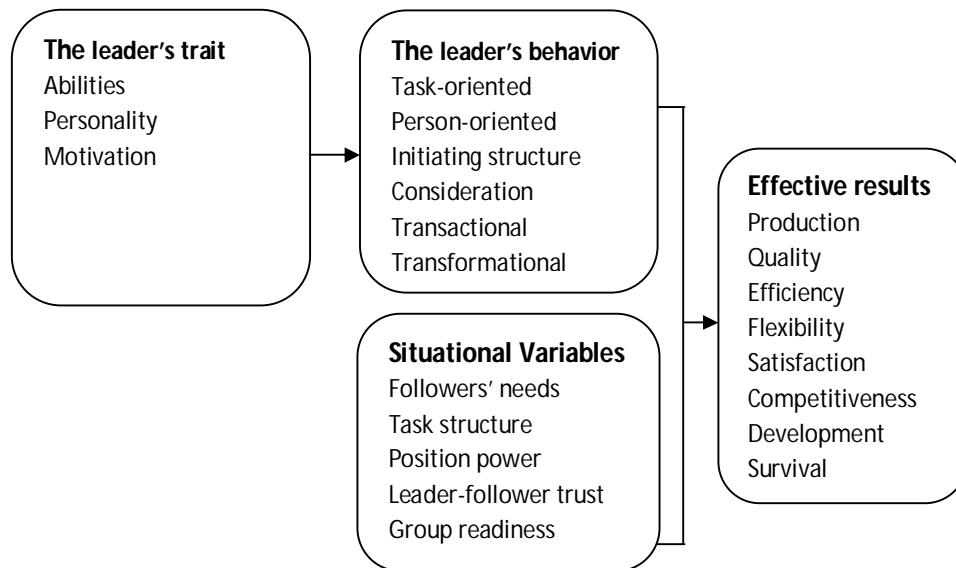 The leader's trait
Abilities
Personality
Motivation
The leader's behavior
Task-oriented
Person-oriented
Initiating structure
Consideration
Transactional
Transformational
Situational Variables
Followers' needs
Task structure
Position power
Leader-follower trust
Group readiness
Effective results
Production
Quality
Efficiency
Flexibility
Satisfaction
Competitiveness
Development
Survival